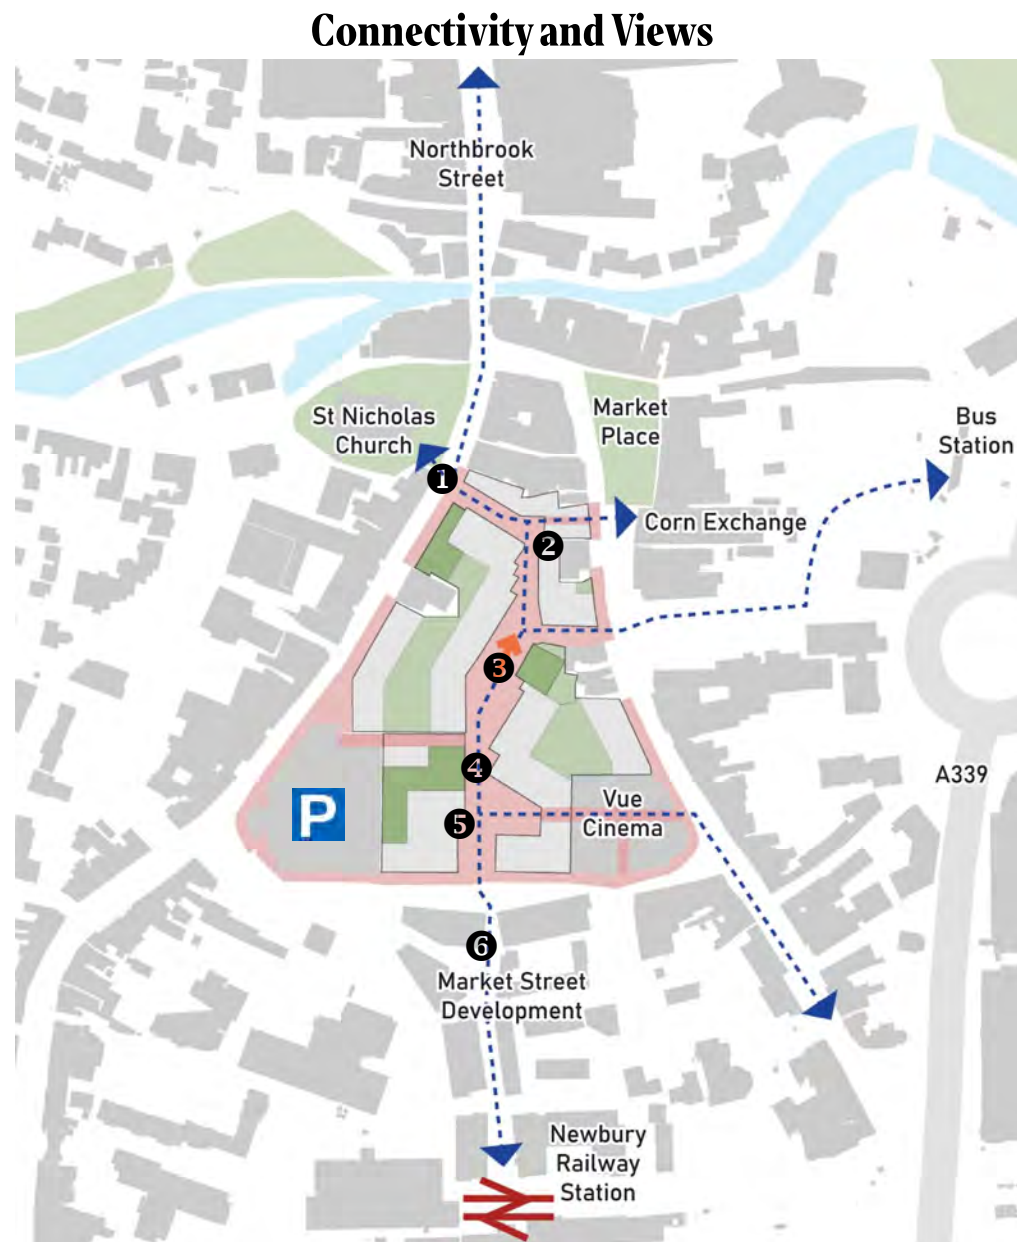 Connectivity and Views
Northbrook
Street
St Nicholas
Church
Market
Place
Bus
Station
1
Corn Exchange
2
3
4
A339
P
5
Vue
Cinema
6
Market Street
Development
Newbury
Railway
Station